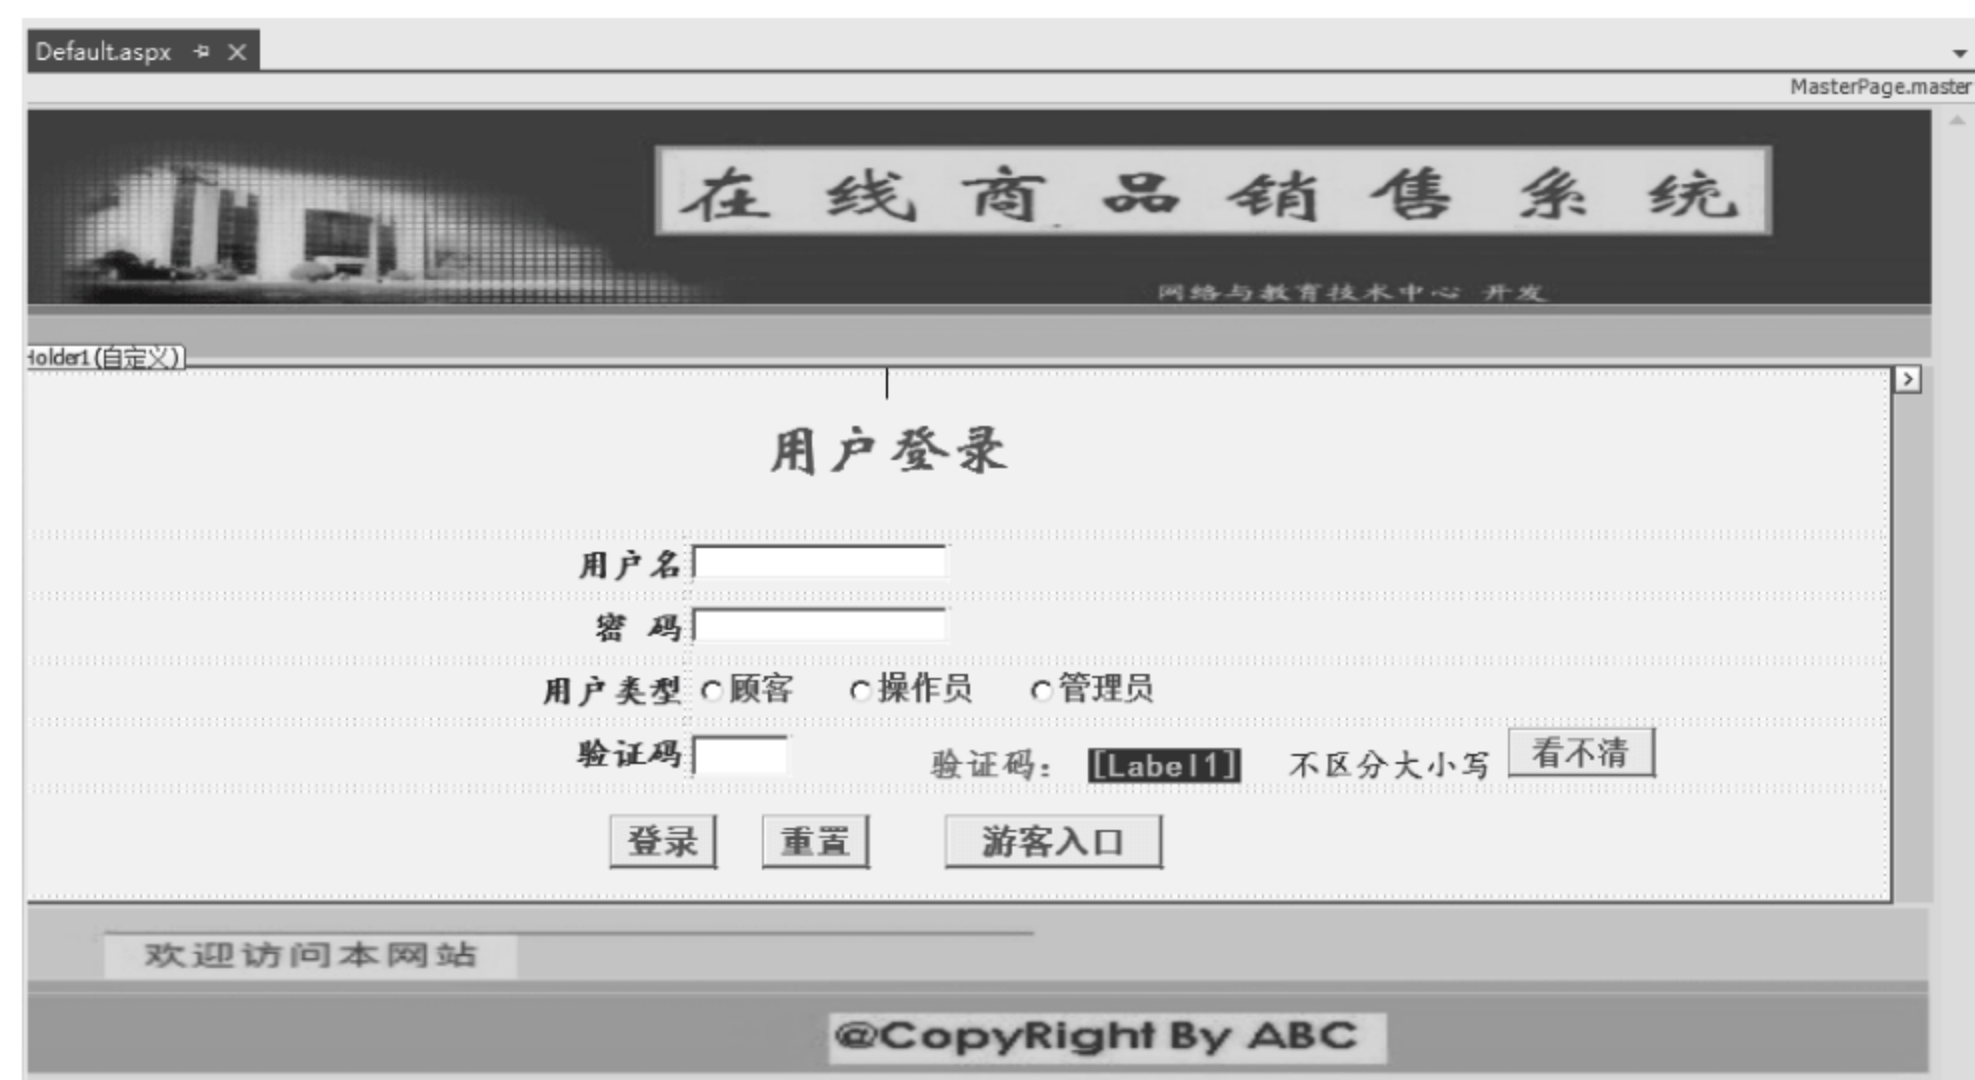 Default.aspx
MasterPage.master
在线商品销售系统
网络与教育技术中心 开发
Holder1(自定义)
用户登录
用户名
密 码
用户类型 顾客 操作员 管理员
验证码 验证码： [Label1] 不区分大小写 看不清
登录 重置 游客入口
欢迎访问本网站
@CopyRight By ABC